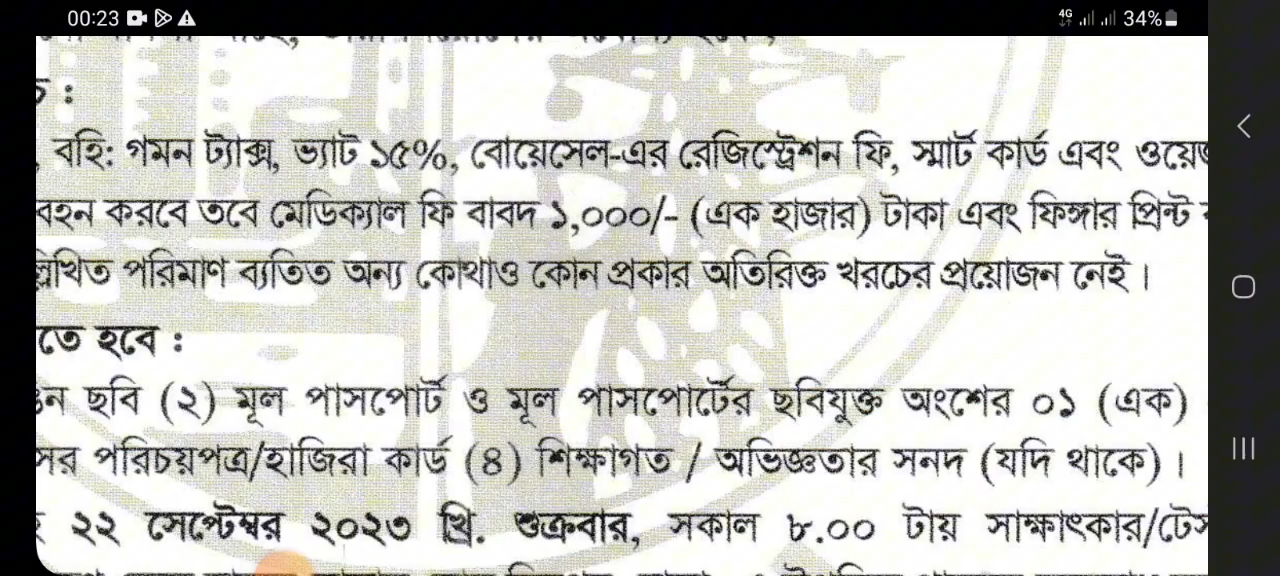 00:23 4G 34%
:
বহি: গমন ট্যাক্স, ভ্যাট ১৫%, বোয়েসেল-এর রেজিস্ট্রেশন ফি, স্মার্ট কার্ড এবং
বহন করবে তবে মেডিক্যাল ফি বাবদ ১,০০০/- (এক হাজার) টাকা এবং ফিঙ্গার প্রিন্ট
পরিমাণ ব্যতিত অন্য কোথাও কোন প্রকার অতিরিক্ত খরচের প্রয়োজন নেই।
তে হবে :
ছবি (২) মূল পাসপোর্ট ও মূল পাসপোর্টের ছবিযুক্ত অংশের ০১ (এক)
পরিচয়পত্র/হাজিরা কার্ড (৪) শিক্ষাগত / অভিজ্ঞতার সনদ (যদি থাকে)।
২২ সেপ্টেম্বর ২০২৩ খ্রি. শুক্রবার, সকাল ৮.০০ টায় সাক্ষাৎকার/